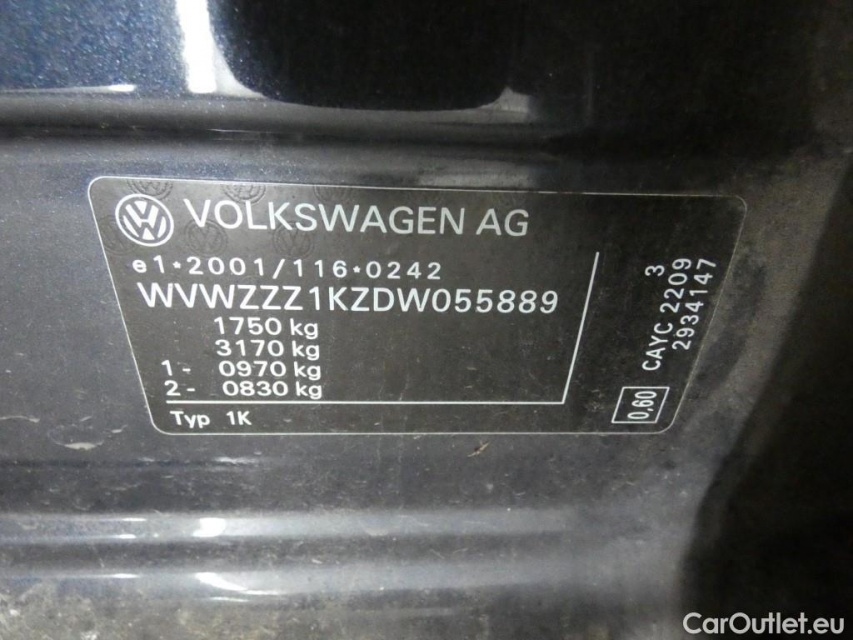 VOLKSWAGEN AG
e1*2001/116*0242
WVWZZZ1KZDW055889
1750 kg
3170 kg
1- 0970 kg
2- 0830 kg
Typ 1K
3
CAYC 2209
2934147
0,60
CarOutlet.eu